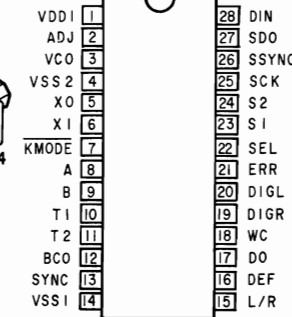 VDD1 1 28 DIN
ADJ 2 27 SDO
VCO 3 26 SSYNC
VSS2 4 25 SCK
XO 5 24 S2
XI 6 23 S1
KMODE 7 22 SEL
A 8 21 ERR
B 9 20 DIGL
T1 10 19 DIGR
T2 11 18 WC
BCO 12 17 DO
SYNC 13 16 DEF
VSS1 14 15 L/R
4